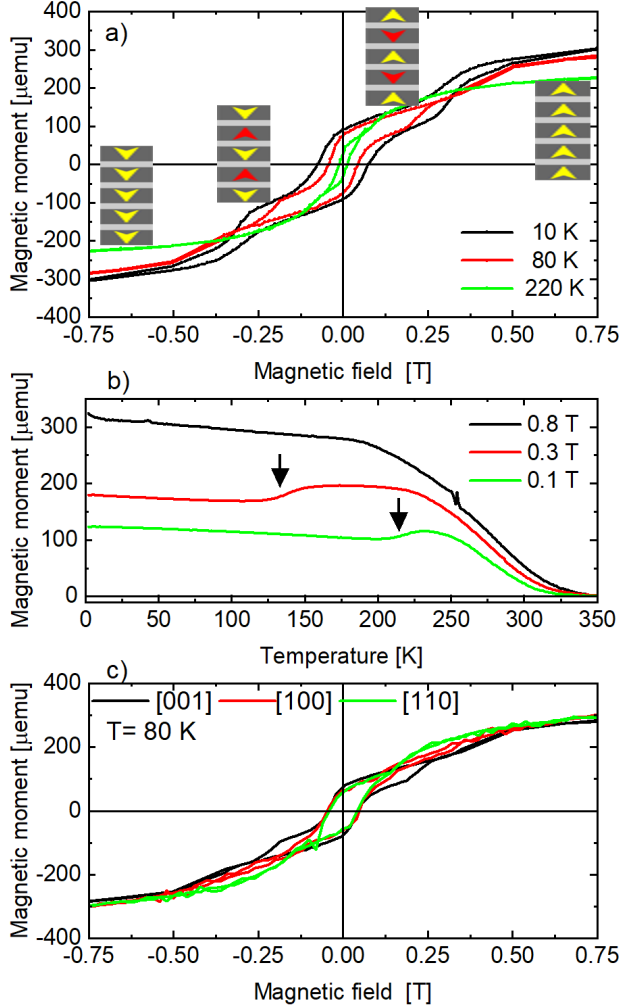 a)
Magnetic moment [μemu]
400
300
200
100
0
-100
-200
-300
-400
10 K
80 K
220 K
-0.75
-0.50
-0.25
0.00
0.25
0.50
0.75
Magnetic field [T]
b)
Magnetic moment [μemu]
300
200
100
0
0.8 T
0.3 T
0.1 T
0
50
100
150
200
250
300
350
Temperature [K]
c)
Magnetic moment [μemu]
400
200
0
-200
-400
[001]
[100]
[110]
T= 80 K
-0.75
-0.50
-0.25
0.00
0.25
0.50
0.75
Magnetic field [T]